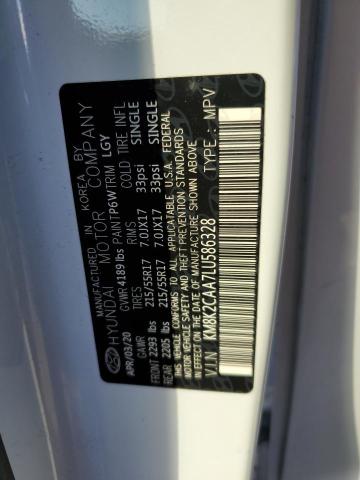 MANUFACTURED IN KOREA BY
HYUNDAI MOTOR COMPANY
GVWR 4189 lbs PAINT P6W TRIM LGY
APR/03/20
GAWR RIMS COLD TIRE INFL
FRONT 2293 lbs 215/55R17 7.0JX17 33psi SINGLE
REAR 2205 lbs 215/55R17 7.0JX17 33psi SINGLE
THIS VEHICLE CONFORMS TO ALL APPLICABLE U.S.A. FEDERAL
MOTOR VEHICLE SAFETY, BUMPER, AND THEFT PREVENTION STANDARDS
IN EFFECT ON THE DATE OF MANUFACTURE SHOWN ABOVE
VIN KM8K2CAA7LU586328 TYPE MPV